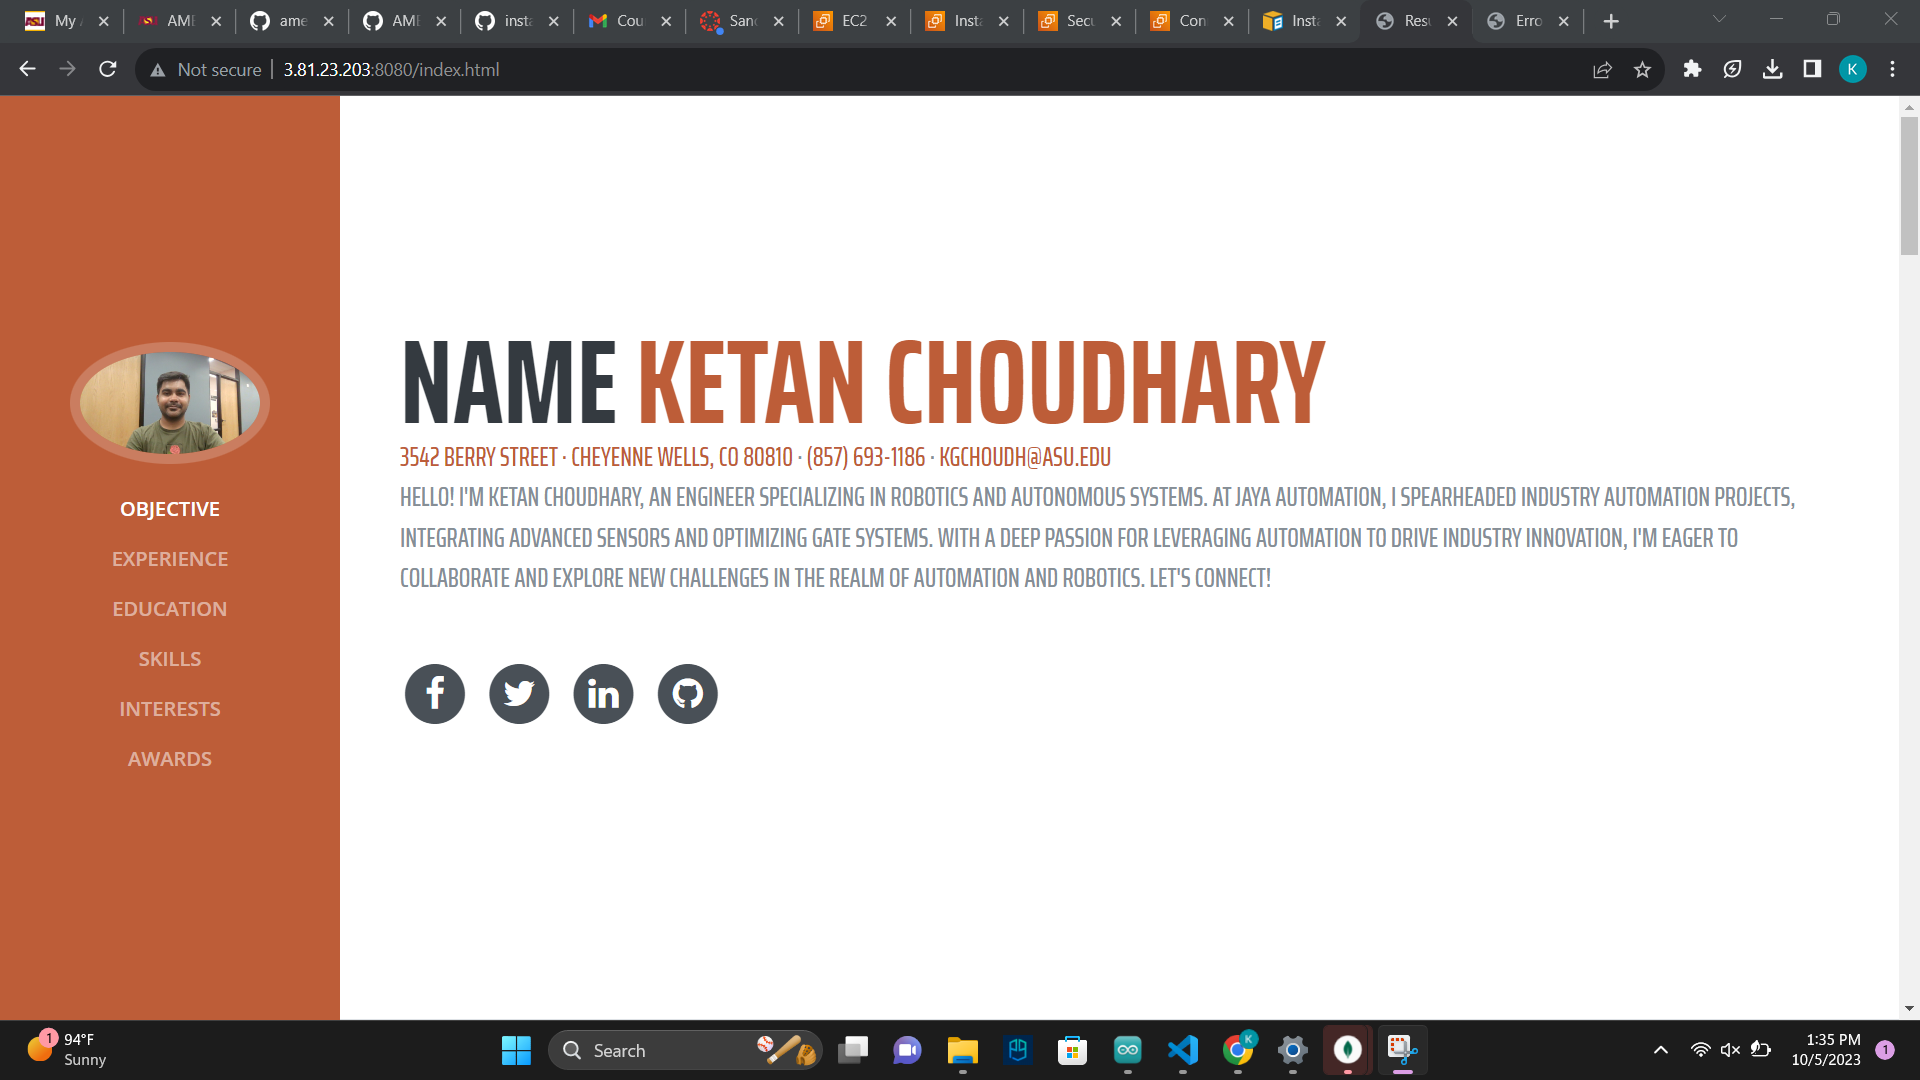 My
AME
ame
AME
insta
Cou
Sand
EC2
Insta
Secu
Con
Insta
Resu
Erro
Not secure
3.81.23.203:8080/index.html
K
NAME KETAN CHOUDHARY
3542 BERRY STREET · CHEYENNE WELLS, CO 80810 · (857) 693-1186 · KGCHOUDH@ASU.EDU
HELLO! I'M KETAN CHOUDHARY, AN ENGINEER SPECIALIZING IN ROBOTICS AND AUTONOMOUS SYSTEMS. AT JAYA AUTOMATION, I SPEARHEADED INDUSTRY AUTOMATION PROJECTS,
INTEGRATING ADVANCED SENSORS AND OPTIMIZING GATE SYSTEMS. WITH A DEEP PASSION FOR LEVERAGING AUTOMATION TO DRIVE INDUSTRY INNOVATION, I'M EAGER TO
COLLABORATE AND EXPLORE NEW CHALLENGES IN THE REALM OF AUTOMATION AND ROBOTICS. LET'S CONNECT!
OBJECTIVE
EXPERIENCE
EDUCATION
SKILLS
INTERESTS
AWARDS
1
94°F
Sunny
Search
K
1:35 PM
10/5/2023
1